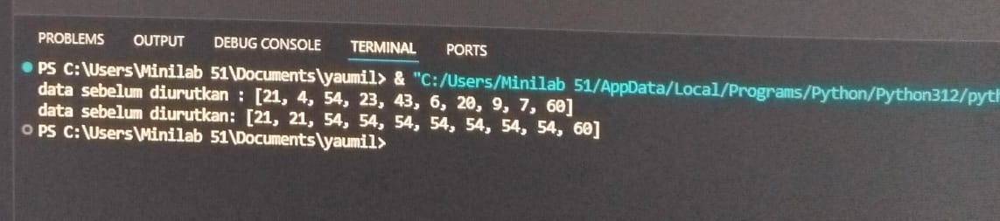 PROBLEMS OUTPUT DEBUG CONSOLE TERMINAL PORTS
PS C:\Users\Minilab 51\Documents\yaumil> & "C:/Users/Minilab 51/AppData/Local/Programs/Python/Python312/pyth
data sebelum diurutkan : [21, 4, 54, 23, 43, 6, 20, 9, 7, 60]
data sebelum diurutkan: [21, 21, 54, 54, 54, 54, 54, 54, 54, 60]
PS C:\Users\Minilab 51\Documents\yaumil>